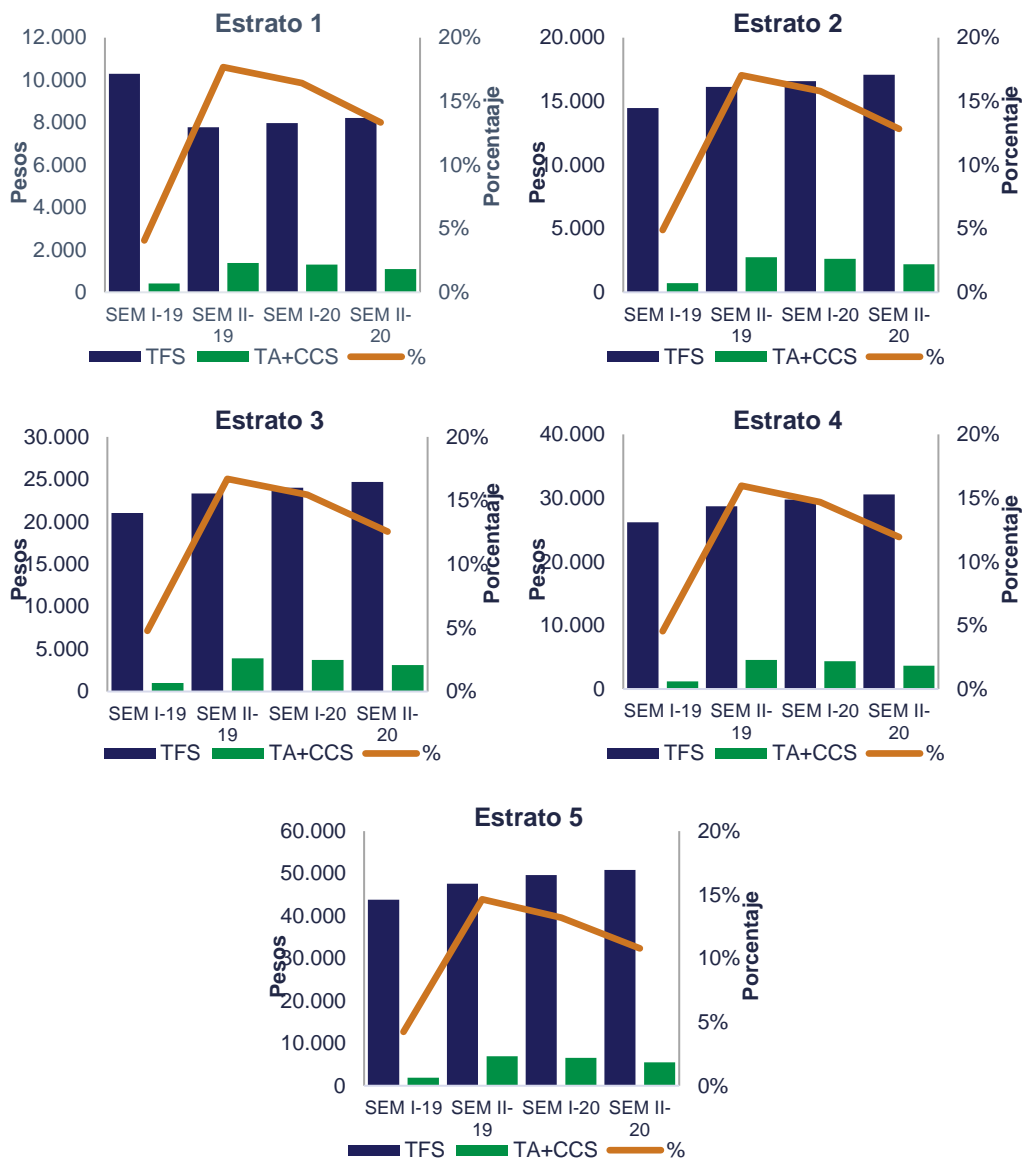 Estrato 1
12.000
10.000
8.000
6.000
4.000
2.000
0
Pesos
20%
15%
10%
5%
0%
Porcentaaje
SEM I-19 SEM II-19 SEM I-20 SEM II-20
TFS TA+CCS %
Estrato 2
20.000
15.000
10.000
5.000
0
Pesos
20%
15%
10%
5%
0%
Porcentaje
SEM I-19 SEM II-19 SEM I-20 SEM II-20
TFS TA+CCS %
Estrato 3
30.000
25.000
20.000
15.000
10.000
5.000
0
Pesos
20%
15%
10%
5%
0%
Porcentaaje
SEM I-19 SEM II-19 SEM I-20 SEM II-20
TFS TA+CCS %
Estrato 4
40.000
30.000
20.000
10.000
0
Pesos
20%
15%
10%
5%
0%
Porcentaje
SEM I-19 SEM II-19 SEM I-20 SEM II-20
TFS TA+CCS %
Estrato 5
60.000
50.000
40.000
30.000
20.000
10.000
0
Pesos
20%
15%
10%
5%
0%
Porcentaje
SEM I-19 SEM II-19 SEM I-20 SEM II-20
TFS TA+CCS %